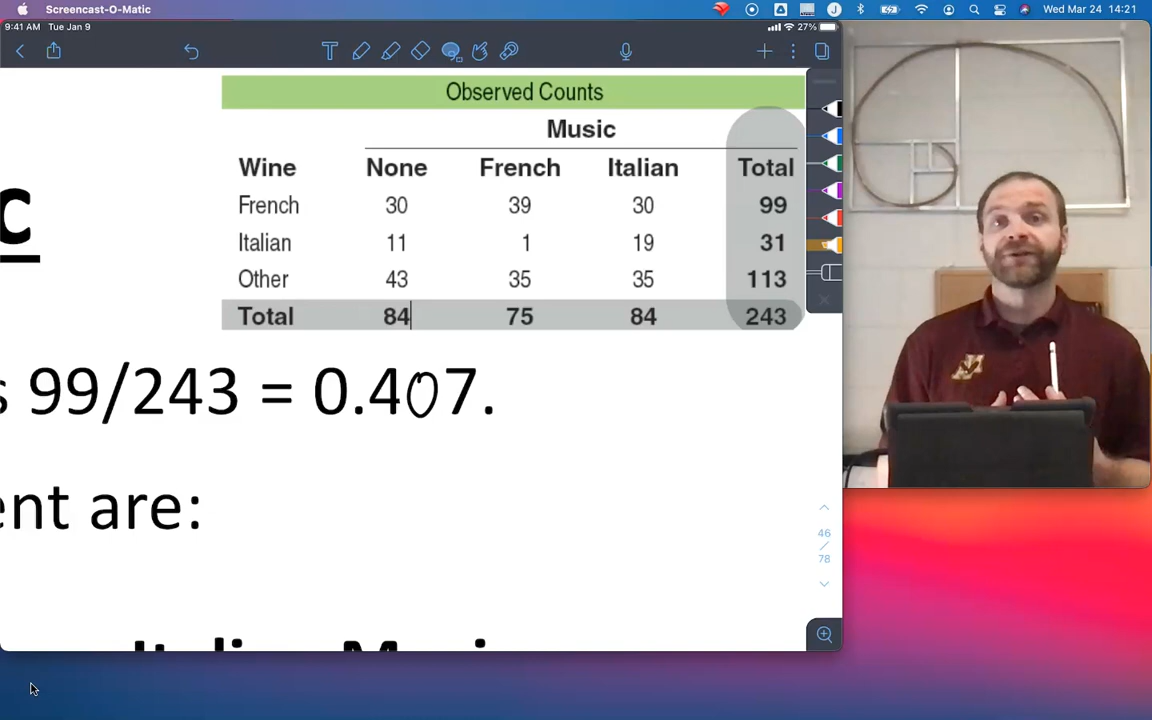 Screencast-O-Matic
Wed Mar 24 14:21
9:41 AM Tue Jan 9
27%
Observed Counts
Music
Wine None French Italian Total
French 30 39 30 99
Italian 11 1 19 31
Other 43 35 35 113
Total 84 75 84 243
c
s 99/243 = 0.407.
ent are:
46
/
78
Italian Music